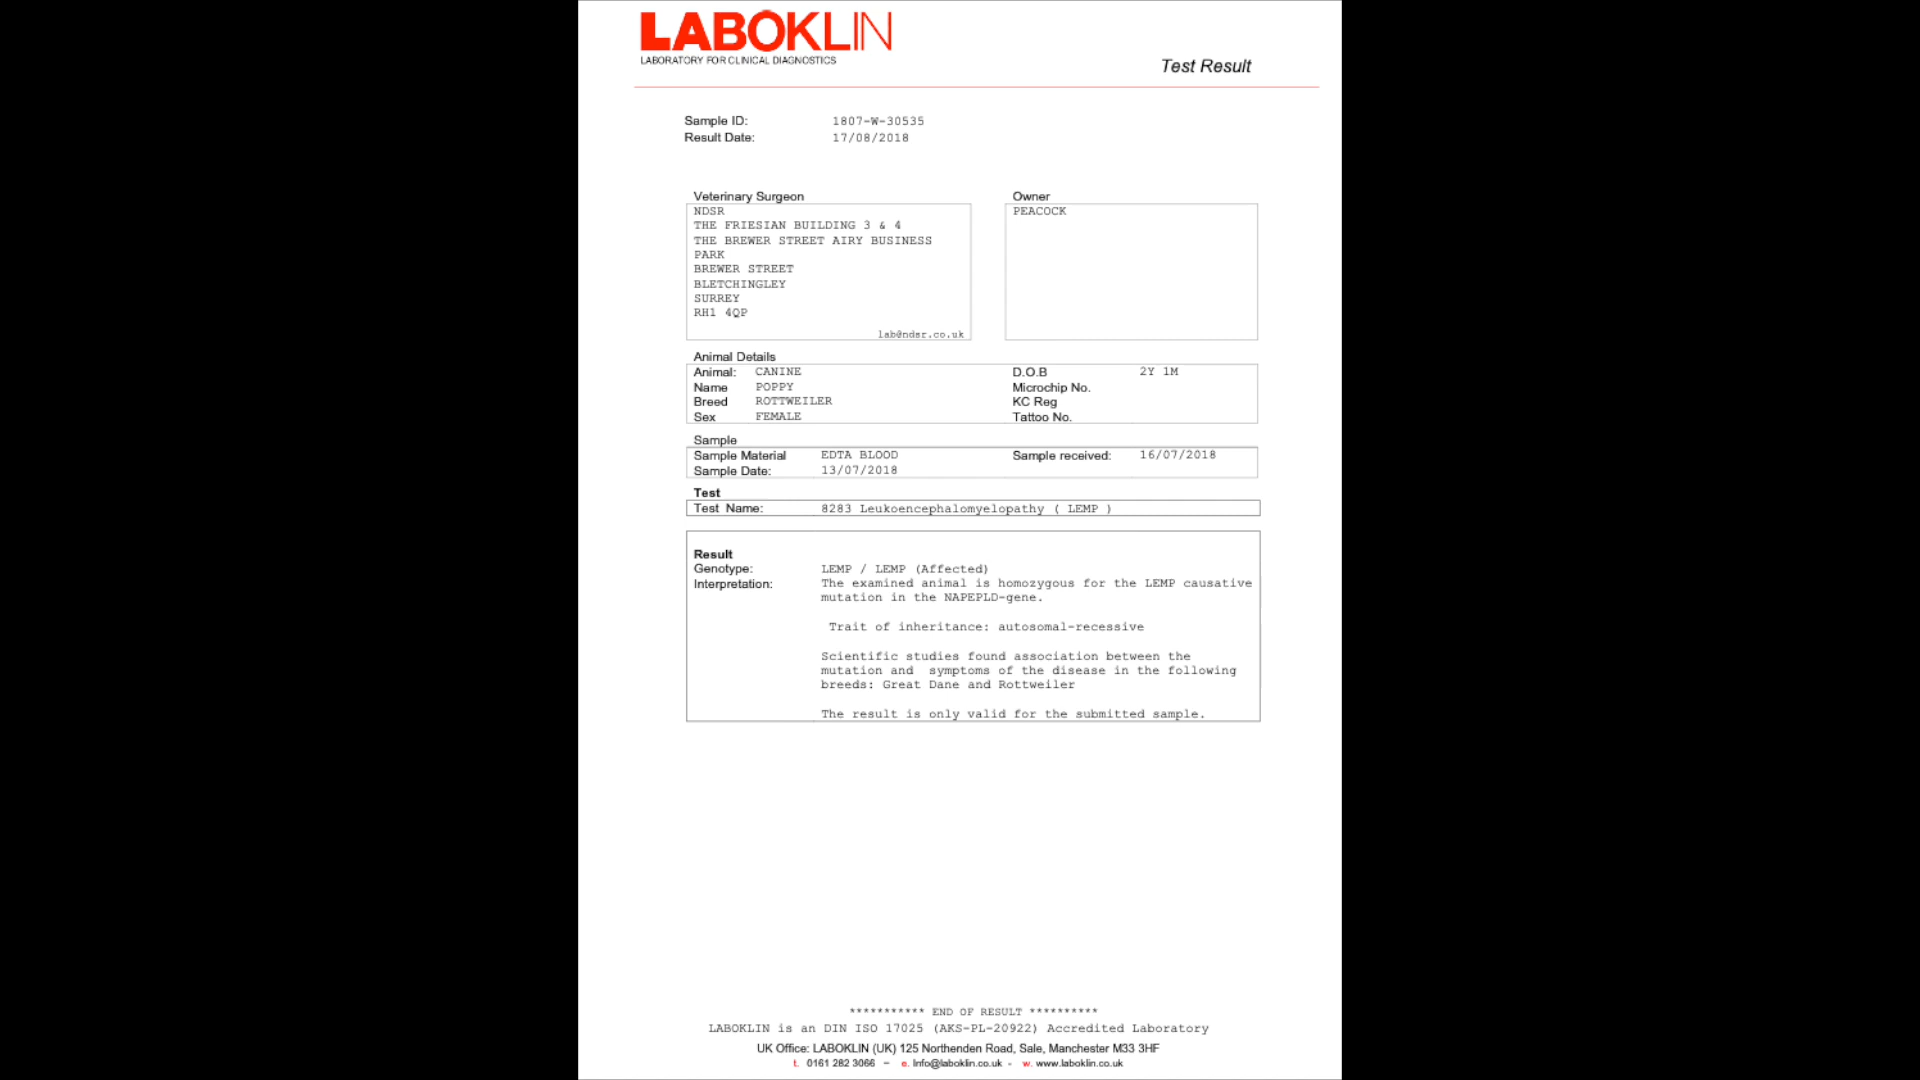 LABOKLIN
LABORATORY FOR CLINICAL DIAGNOSTICS
Test Result
Sample ID: 1807-W-30535
Result Date: 17/08/2018
Veterinary Surgeon
NDSR
THE FRIESIAN BUILDING 3 & 4
THE BREWER STREET AIRY BUSINESS
PARK
BREWER STREET
BLETCHINGLEY
SURREY
RH1 4QP
lab@ndsr.co.uk
Owner
PEACOCK
Animal Details
Animal: CANINE D.O.B 2Y 1M
Name POPPY Microchip No.
Breed ROTTWEILER KC Reg
Sex FEMALE Tattoo No.
Sample
Sample Material EDTA BLOOD Sample received: 16/07/2018
Sample Date: 13/07/2018
Test
Test Name: 8283 Leukoencephalomyelopathy ( LEMP )
Result
Genotype: LEMP / LEMP (Affected)
Interpretation: The examined animal is homozygous for the LEMP causative
mutation in the NAPEPLD-gene.
Trait of inheritance: autosomal-recessive
Scientific studies found association between the
mutation and  symptoms of the disease in the following
breeds: Great Dane and Rottweiler
The result is only valid for the submitted sample.
*********** END OF RESULT **********
LABOKLIN is an DIN ISO 17025 (AKS-PL-20922) Accredited Laboratory
UK Office: LABOKLIN (UK) 125 Northenden Road, Sale, Manchester M33 3HF
t. 0161 282 3066 – e. Info@laboklin.co.uk - w. www.laboklin.co.uk